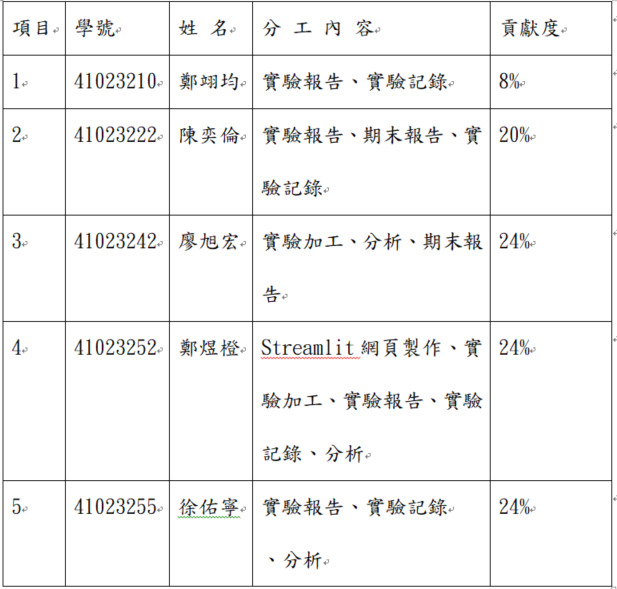 項目 學號 姓 名 分 工 內 容 貢獻度
1 41023210 鄭翊均 實驗報告、實驗記錄 8%
2 41023222 陳奕倫 實驗報告、期末報告、實 20%
驗記錄
3 41023242 廖旭宏 實驗加工、分析、期末報 24%
告
4 41023252 鄭煜橙 Streamlit 網頁製作、實 24%
驗加工、實驗報告、實驗
記錄、分析
5 41023255 徐佑寧 實驗報告、實驗記錄 24%
、分析